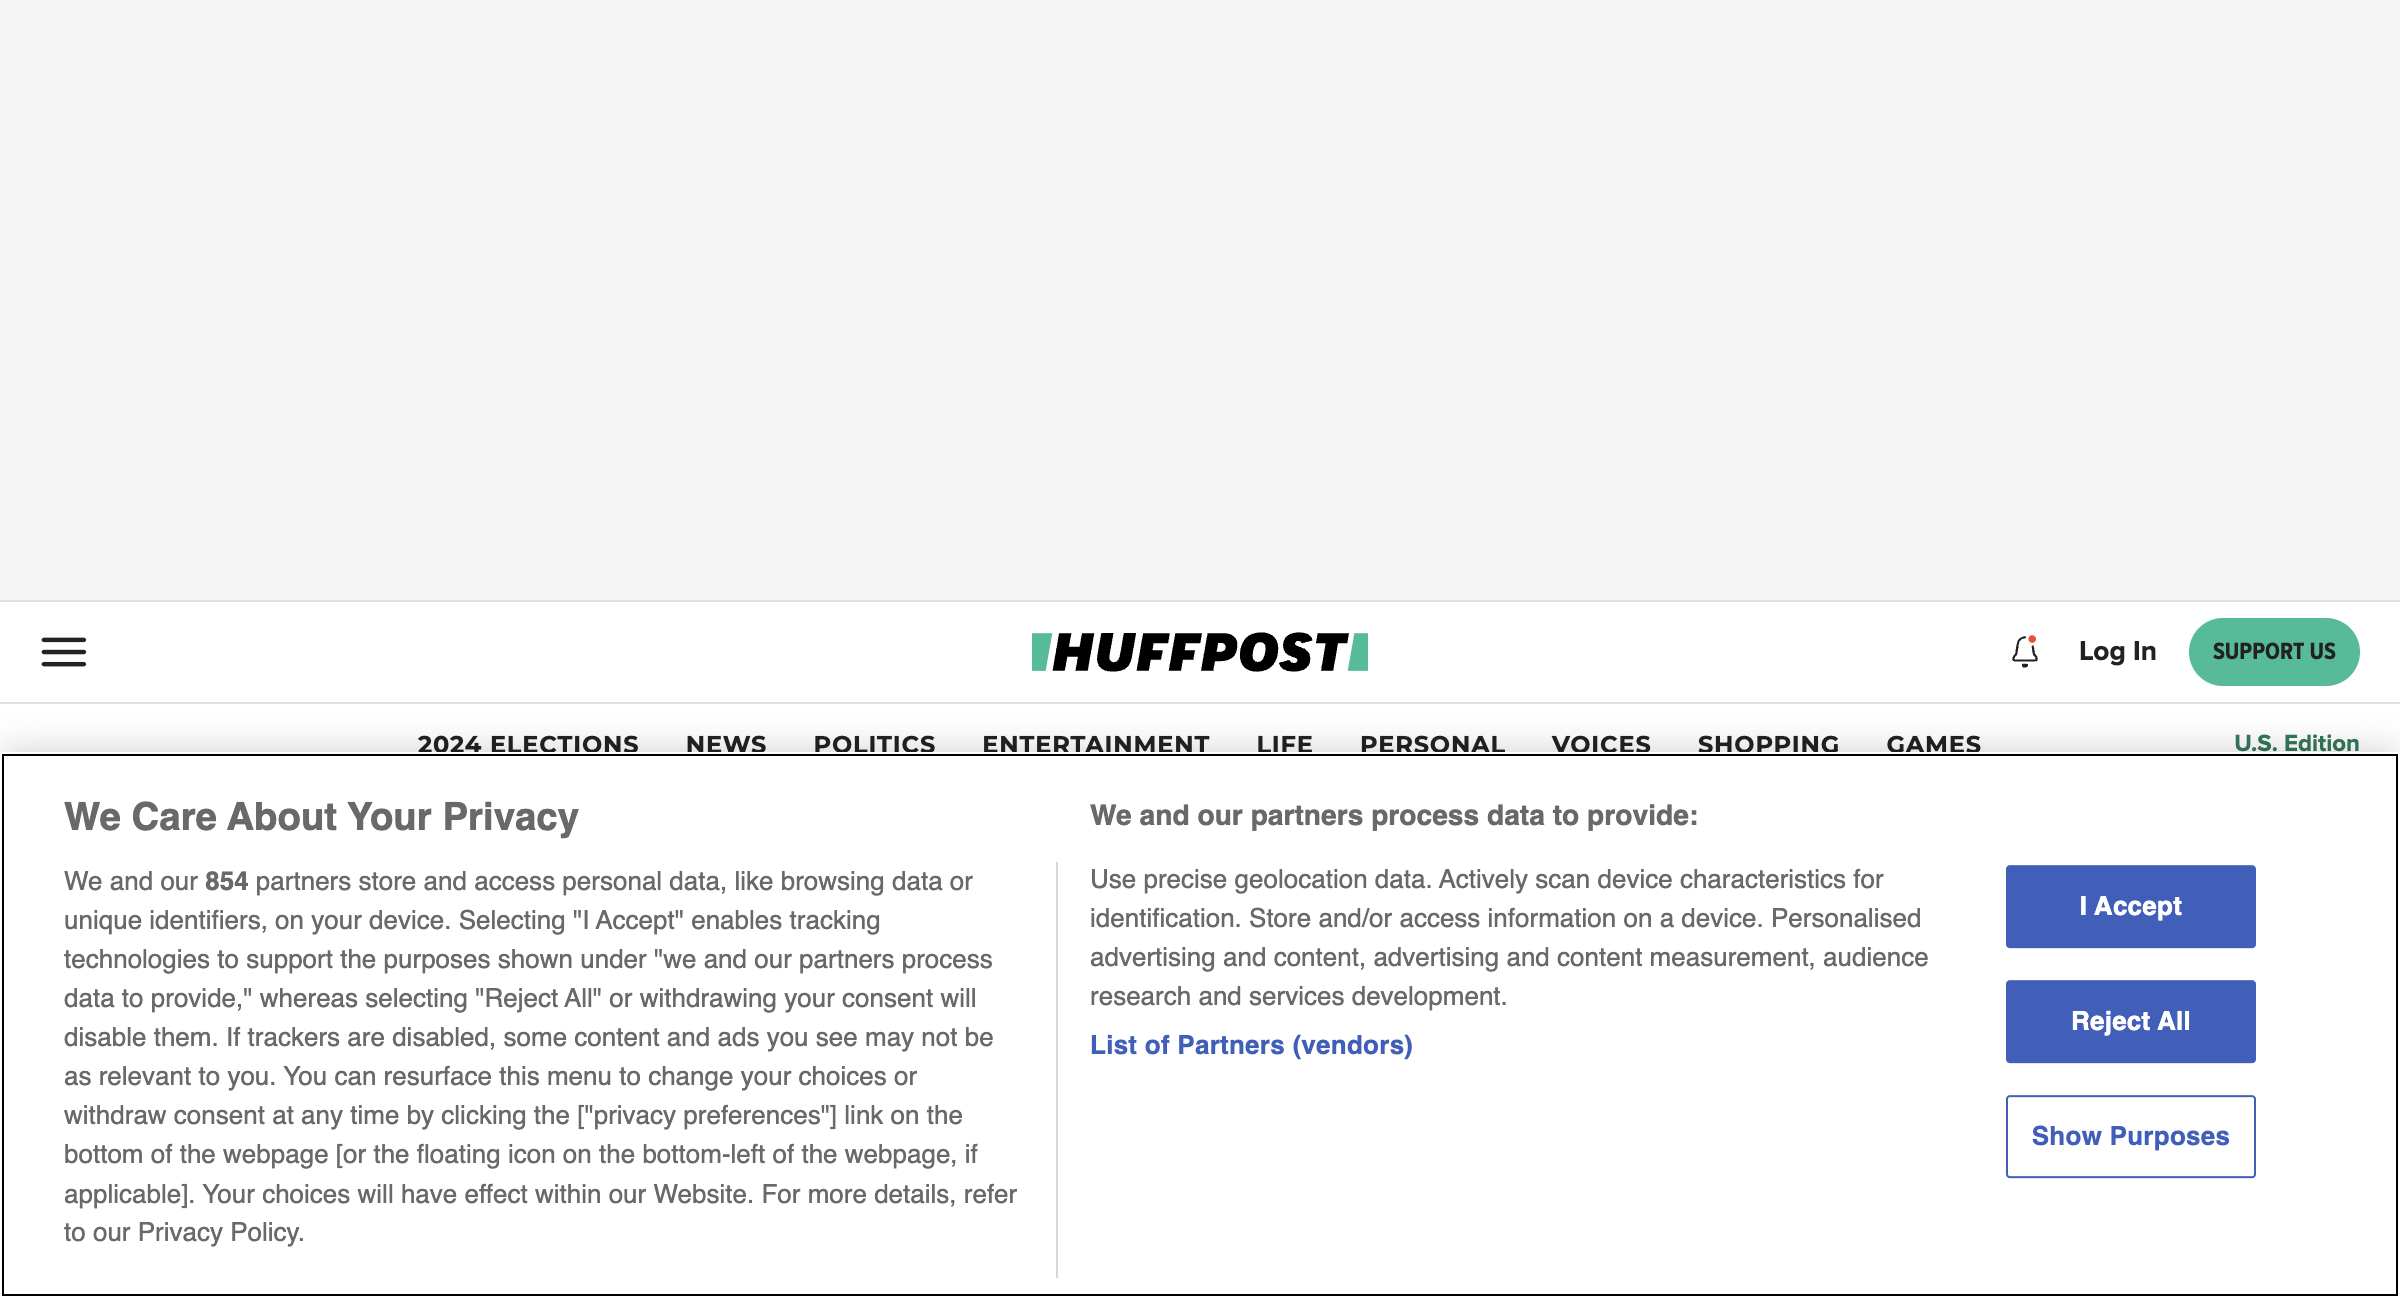 HUFFPOST
Log In
SUPPORT US
2024 ELECTIONS NEWS POLITICS ENTERTAINMENT LIFE PERSONAL VOICES SHOPPING GAMES U.S. Edition
We Care About Your Privacy
We and our 854 partners store and access personal data, like browsing data or
unique identifiers, on your device. Selecting "I Accept" enables tracking
technologies to support the purposes shown under "we and our partners process
data to provide," whereas selecting "Reject All" or withdrawing your consent will
disable them. If trackers are disabled, some content and ads you see may not be
as relevant to you. You can resurface this menu to change your choices or
withdraw consent at any time by clicking the ["privacy preferences"] link on the
bottom of the webpage [or the floating icon on the bottom-left of the webpage, if
applicable]. Your choices will have effect within our Website. For more details, refer
to our Privacy Policy.
We and our partners process data to provide:
Use precise geolocation data. Actively scan device characteristics for
identification. Store and/or access information on a device. Personalised
advertising and content, advertising and content measurement, audience
research and services development.
List of Partners (vendors)
I Accept
Reject All
Show Purposes